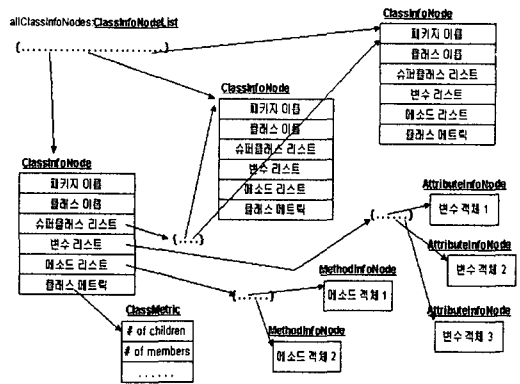 allClassInfoNodes:ClassInfoNodeList
{....................}
ClassInfoNode
패키지 이름
클래스 이름
슈퍼클래스 리스트
변수 리스트
메소드 리스트
클래스 메트릭
ClassInfoNode
패키지 이름
클래스 이름
슈퍼클래스 리스트
변수 리스트
메소드 리스트
클래스 메트릭
ClassInfoNode
패키지 이름
클래스 이름
슈퍼클래스 리스트
변수 리스트
메소드 리스트
클래스 메트릭
{....}
{.......}
{.......}
AttributeInfoNode
변수 객체 1
AttributeInfoNode
변수 객체 2
AttributeInfoNode
변수 객체 3
MethodInfoNode
메소드 객체 1
MethodInfoNode
메소드 객체 2
ClassMetric
# of children
# of members
......